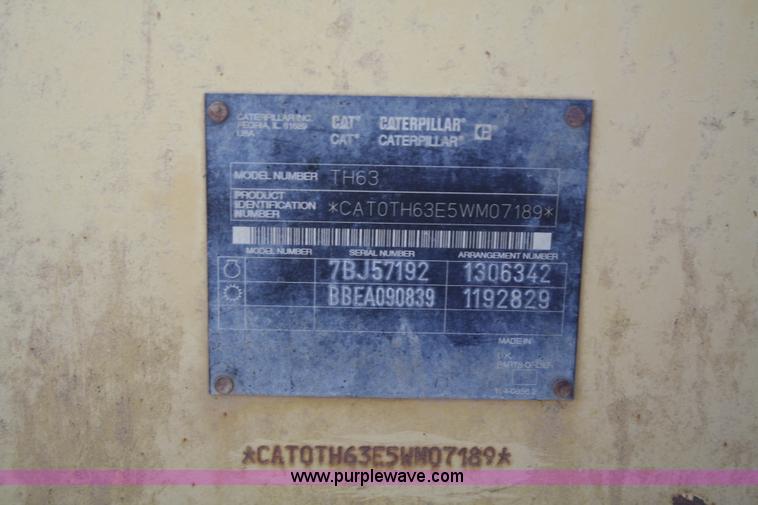 CATERPILLAR INC.
PEORIA, IL 61629
USA
CAT® CATERPILLAR® C
CAT® CATERPILLAR®
MODEL NUMBER TH63
PRODUCT
IDENTIFICATION
NUMBER *CAT0TH63E5WM07189*
MODEL NUMBER SERIAL NUMBER ARRANGEMENT NUMBER
7BJ57192 1306342
BBEA090839 1192829
MADE IN
U.K.
*CAT0TH63E5WM07189*
www.purplewave.com